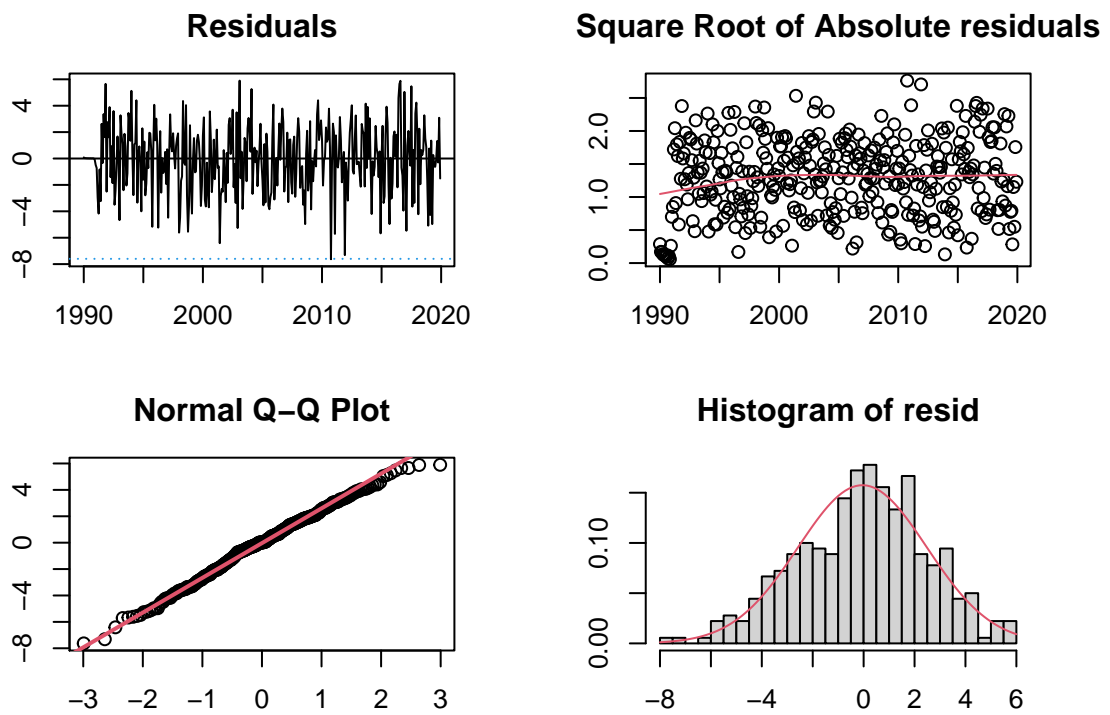 Residuals
4
0
−4
−8
1990 2000 2010 2020
Square Root of Absolute residuals
2.0
1.0
0.0
1990 2000 2010 2020
Normal Q−Q Plot
4
0
−4
−8
−3 −2 −1 0 1 2 3
Histogram of resid
0.10
0.00
−8 −4 0 2 4 6